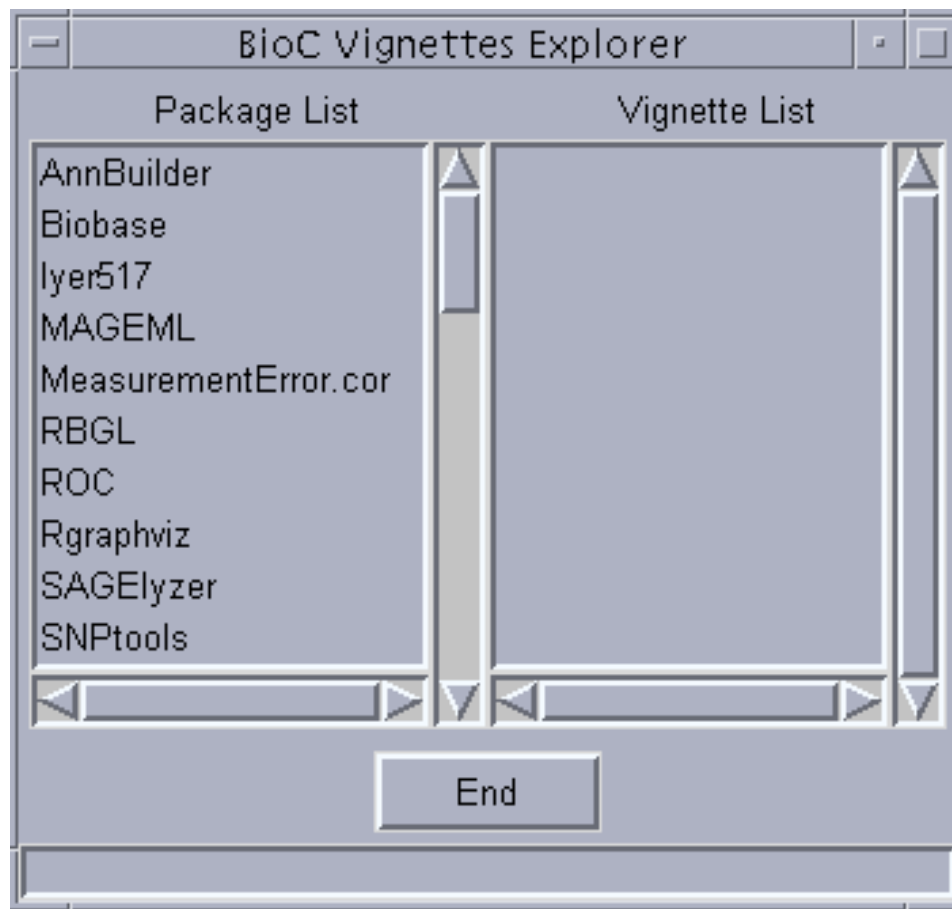 BioC Vignettes Explorer
Package List
Vignette List
AnnBuilder
Biobase
Iyer517
MAGEML
MeasurementError.cor
RBGL
ROC
Rgraphviz
SAGElyzer
SNPtools
End